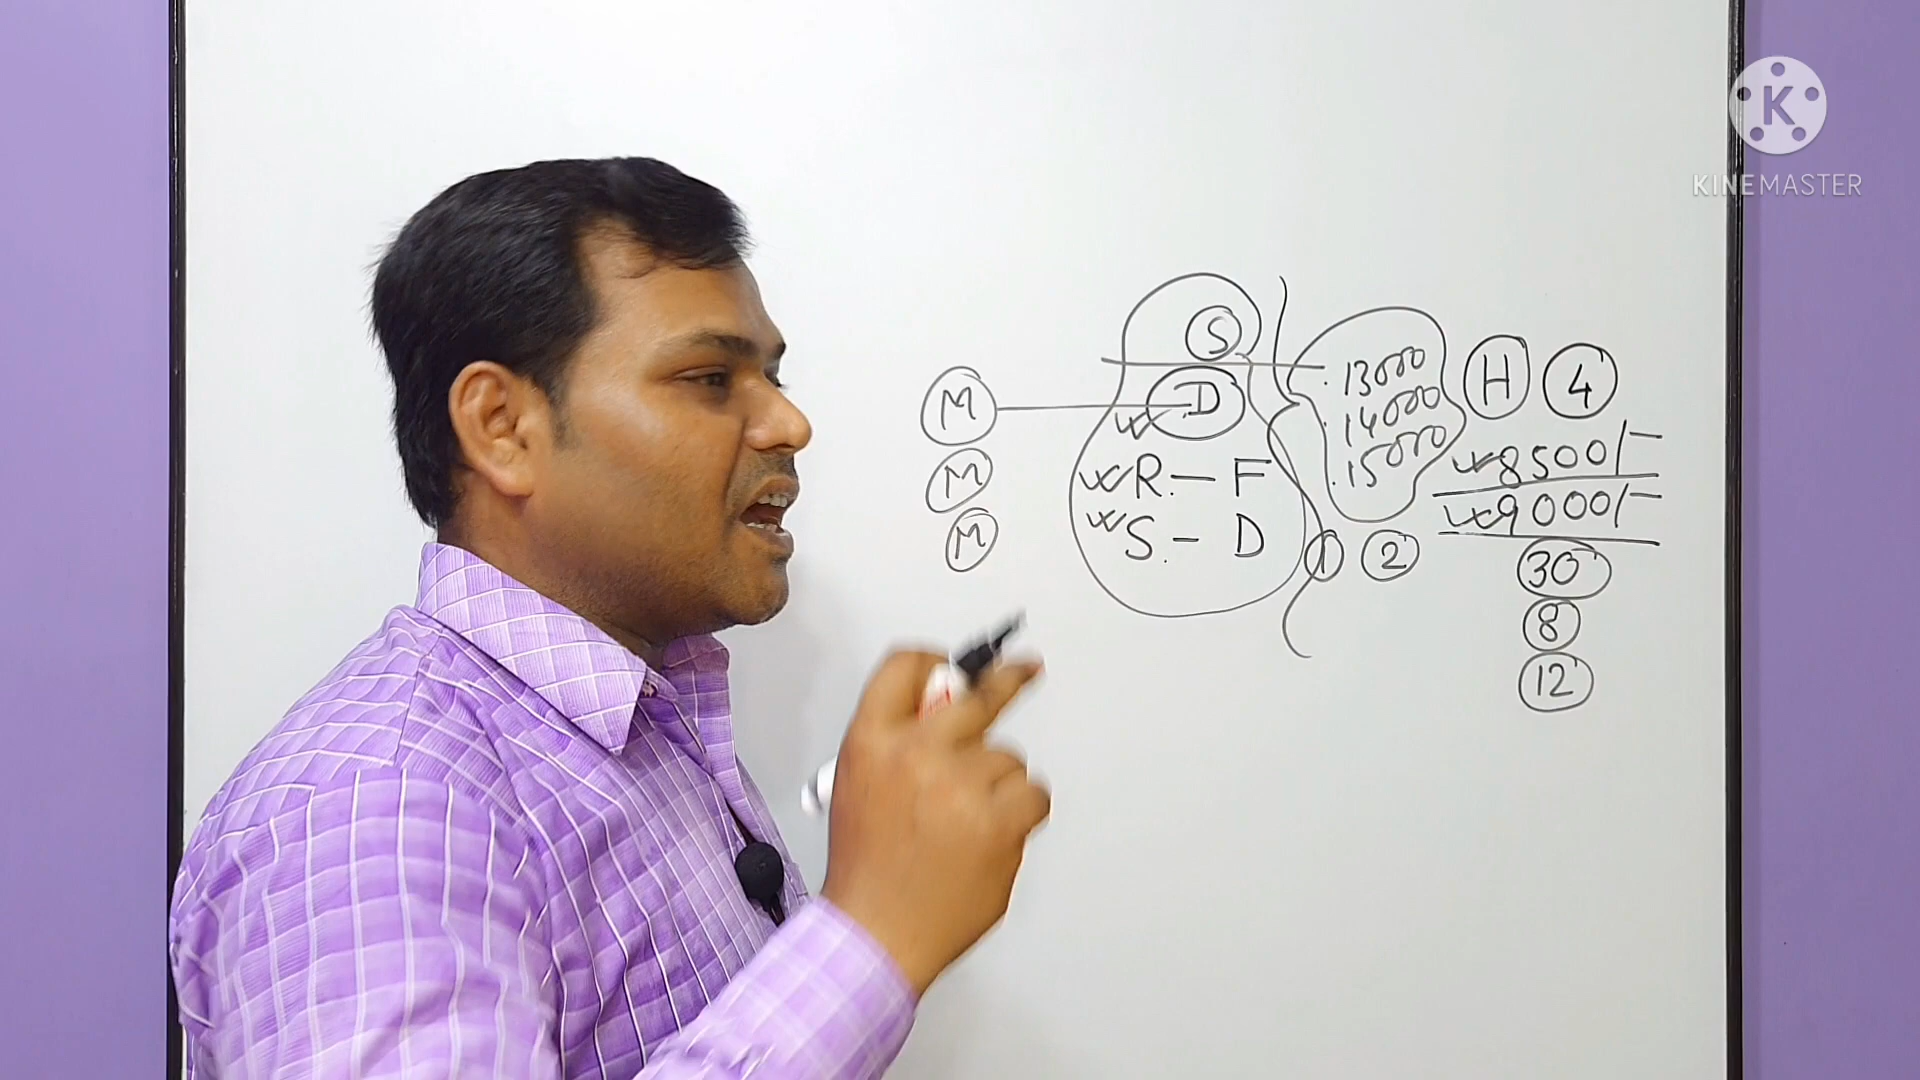 K
KINEMASTER
S
13000 H 4
M D 14000
15000 8500/-
M R. - F 9000/-
M S. - D 1 2 30
8
12